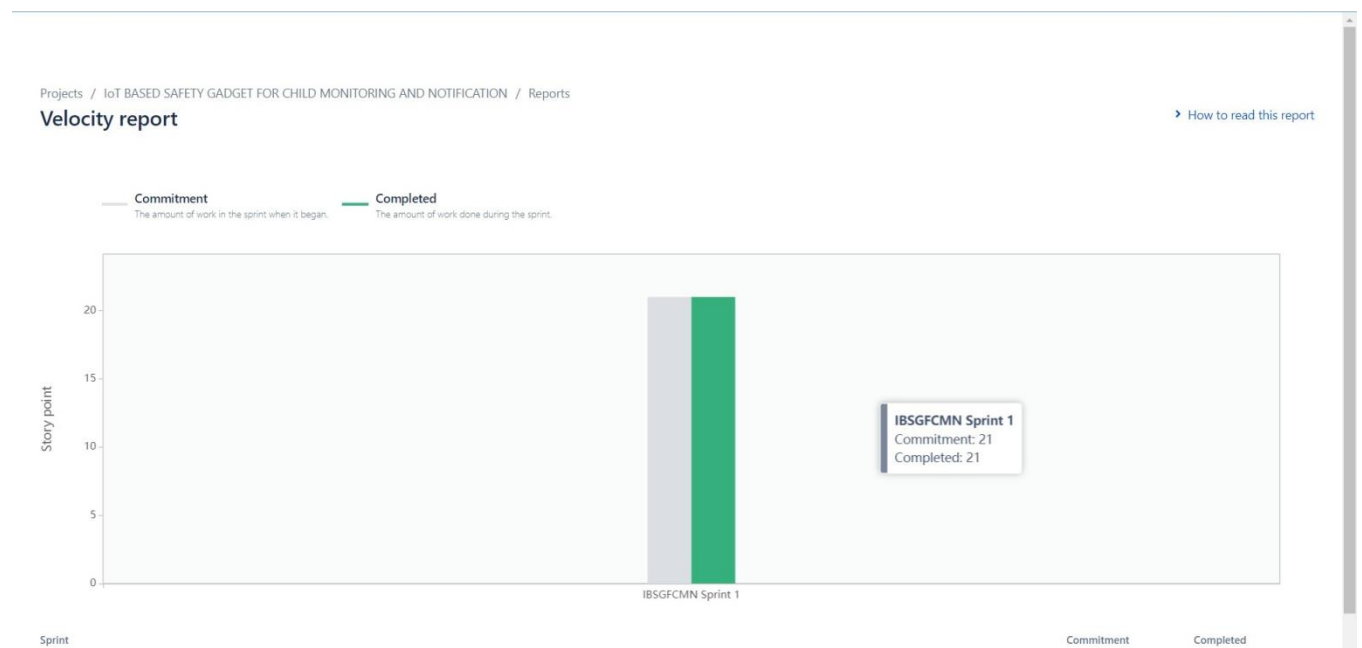 Projects / IoT BASED SAFETY GADGET FOR CHILD MONITORING AND NOTIFICATION / Reports
Velocity report
How to read this report
Commitment
The amount of work in the sprint when it began.
Completed
The amount of work done during the sprint.
20
15
10
5
0
Story point
IBSGFCMN Sprint 1
Commitment: 21
Completed: 21
IBSGFCMN Sprint 1
Sprint Commitment Completed